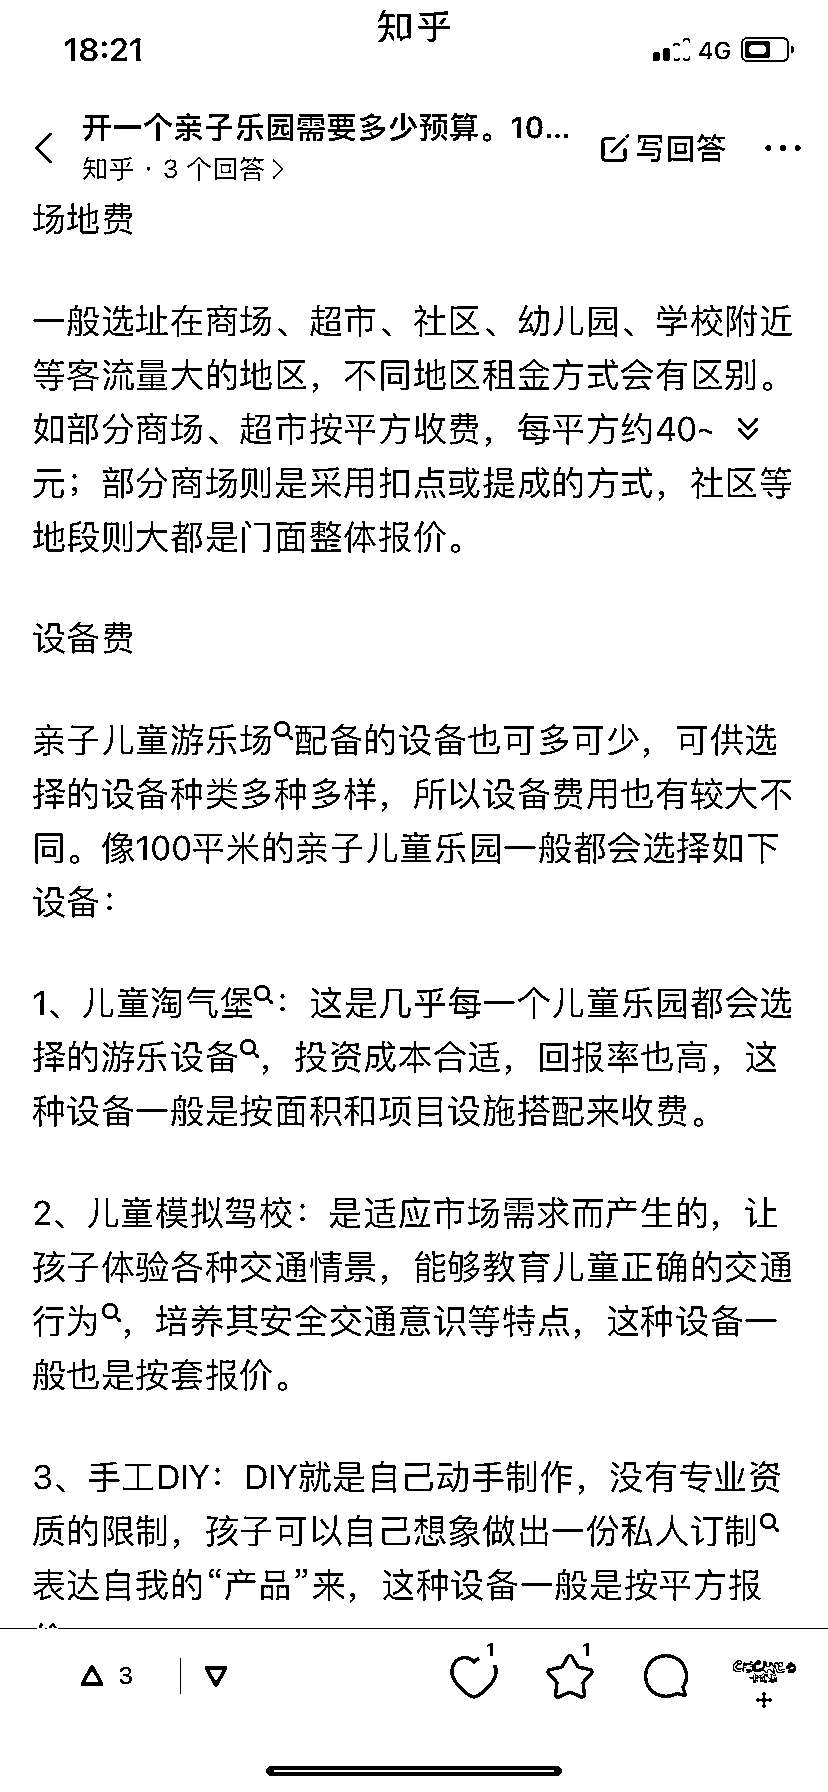 知乎
18:21
4G
开一个亲子乐园需要多少预算。10...
写回答
知乎 · 3 个回答
场地费
一般选址在商场、超市、社区、幼儿园、学校附近
等客流量大的地区，不同地区租金方式会有区别。
如部分商场、超市按平方收费，每平方约40~
元；部分商场则是采用扣点或提成的方式，社区等
地段则大都是门面整体报价。
设备费
亲子儿童游乐场配备的设备也可多可少，可供选
择的设备种类多种多样，所以设备费用也有较大不
同。像100平米的亲子儿童乐园一般都会选择如下
设备：
1、儿童淘气堡：这是几乎每一个儿童乐园都会选
择的游乐设备，投资成本合适，回报率也高，这
种设备一般是按面积和项目设施搭配来收费。
2、儿童模拟驾校：是适应市场需求而产生的，让
孩子体验各种交通情景，能够教育儿童正确的交通
行为，培养其安全交通意识等特点，这种设备一
般也是按套报价。
3、手工DIY：DIY就是自己动手制作，没有专业资
质的限制，孩子可以自己想象做出一份私人订制
表达自我的“产品”来，这种设备一般是按平方报
3
1
1